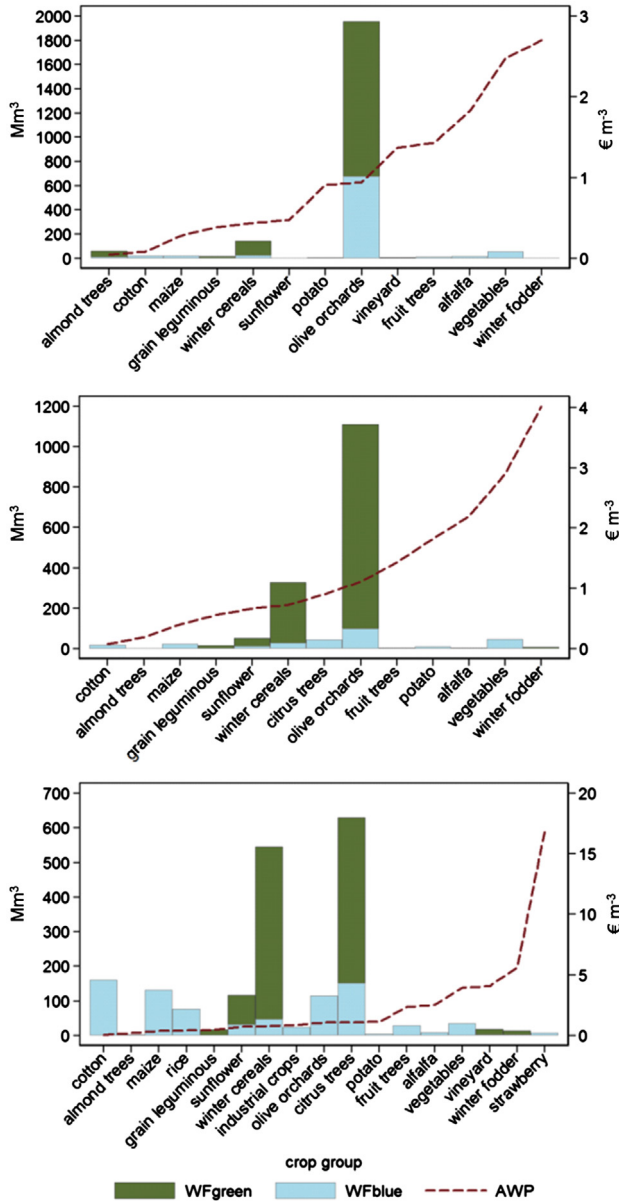 2000
1800
1600
1400
1200
1000
800
600
400
200
0
Mm³
3
2
1
0
€ m⁻³
almond trees
cotton
maize
grain leguminous
winter cereals
sunflower
potato
olive orchards
vineyard
fruit trees
alfalfa
vegetables
winter fodder
1200
1000
800
600
400
200
0
Mm³
4
3
2
1
0
€ m⁻³
cotton
almond trees
maize
grain leguminous
sunflower
winter cereals
citrus trees
olive orchards
fruit trees
potato
alfalfa
vegetables
winter fodder
700
600
500
400
300
200
100
0
Mm³
20
15
10
5
0
€ m⁻³
cotton
almond trees
maize
rice
grain leguminous
sunflower
winter cereals
industrial crops
olive orchards
citrus trees
potato
fruit trees
alfalfa
vegetables
vineyard
winter fodder
strawberry
crop group
WFgreen WFblue AWP